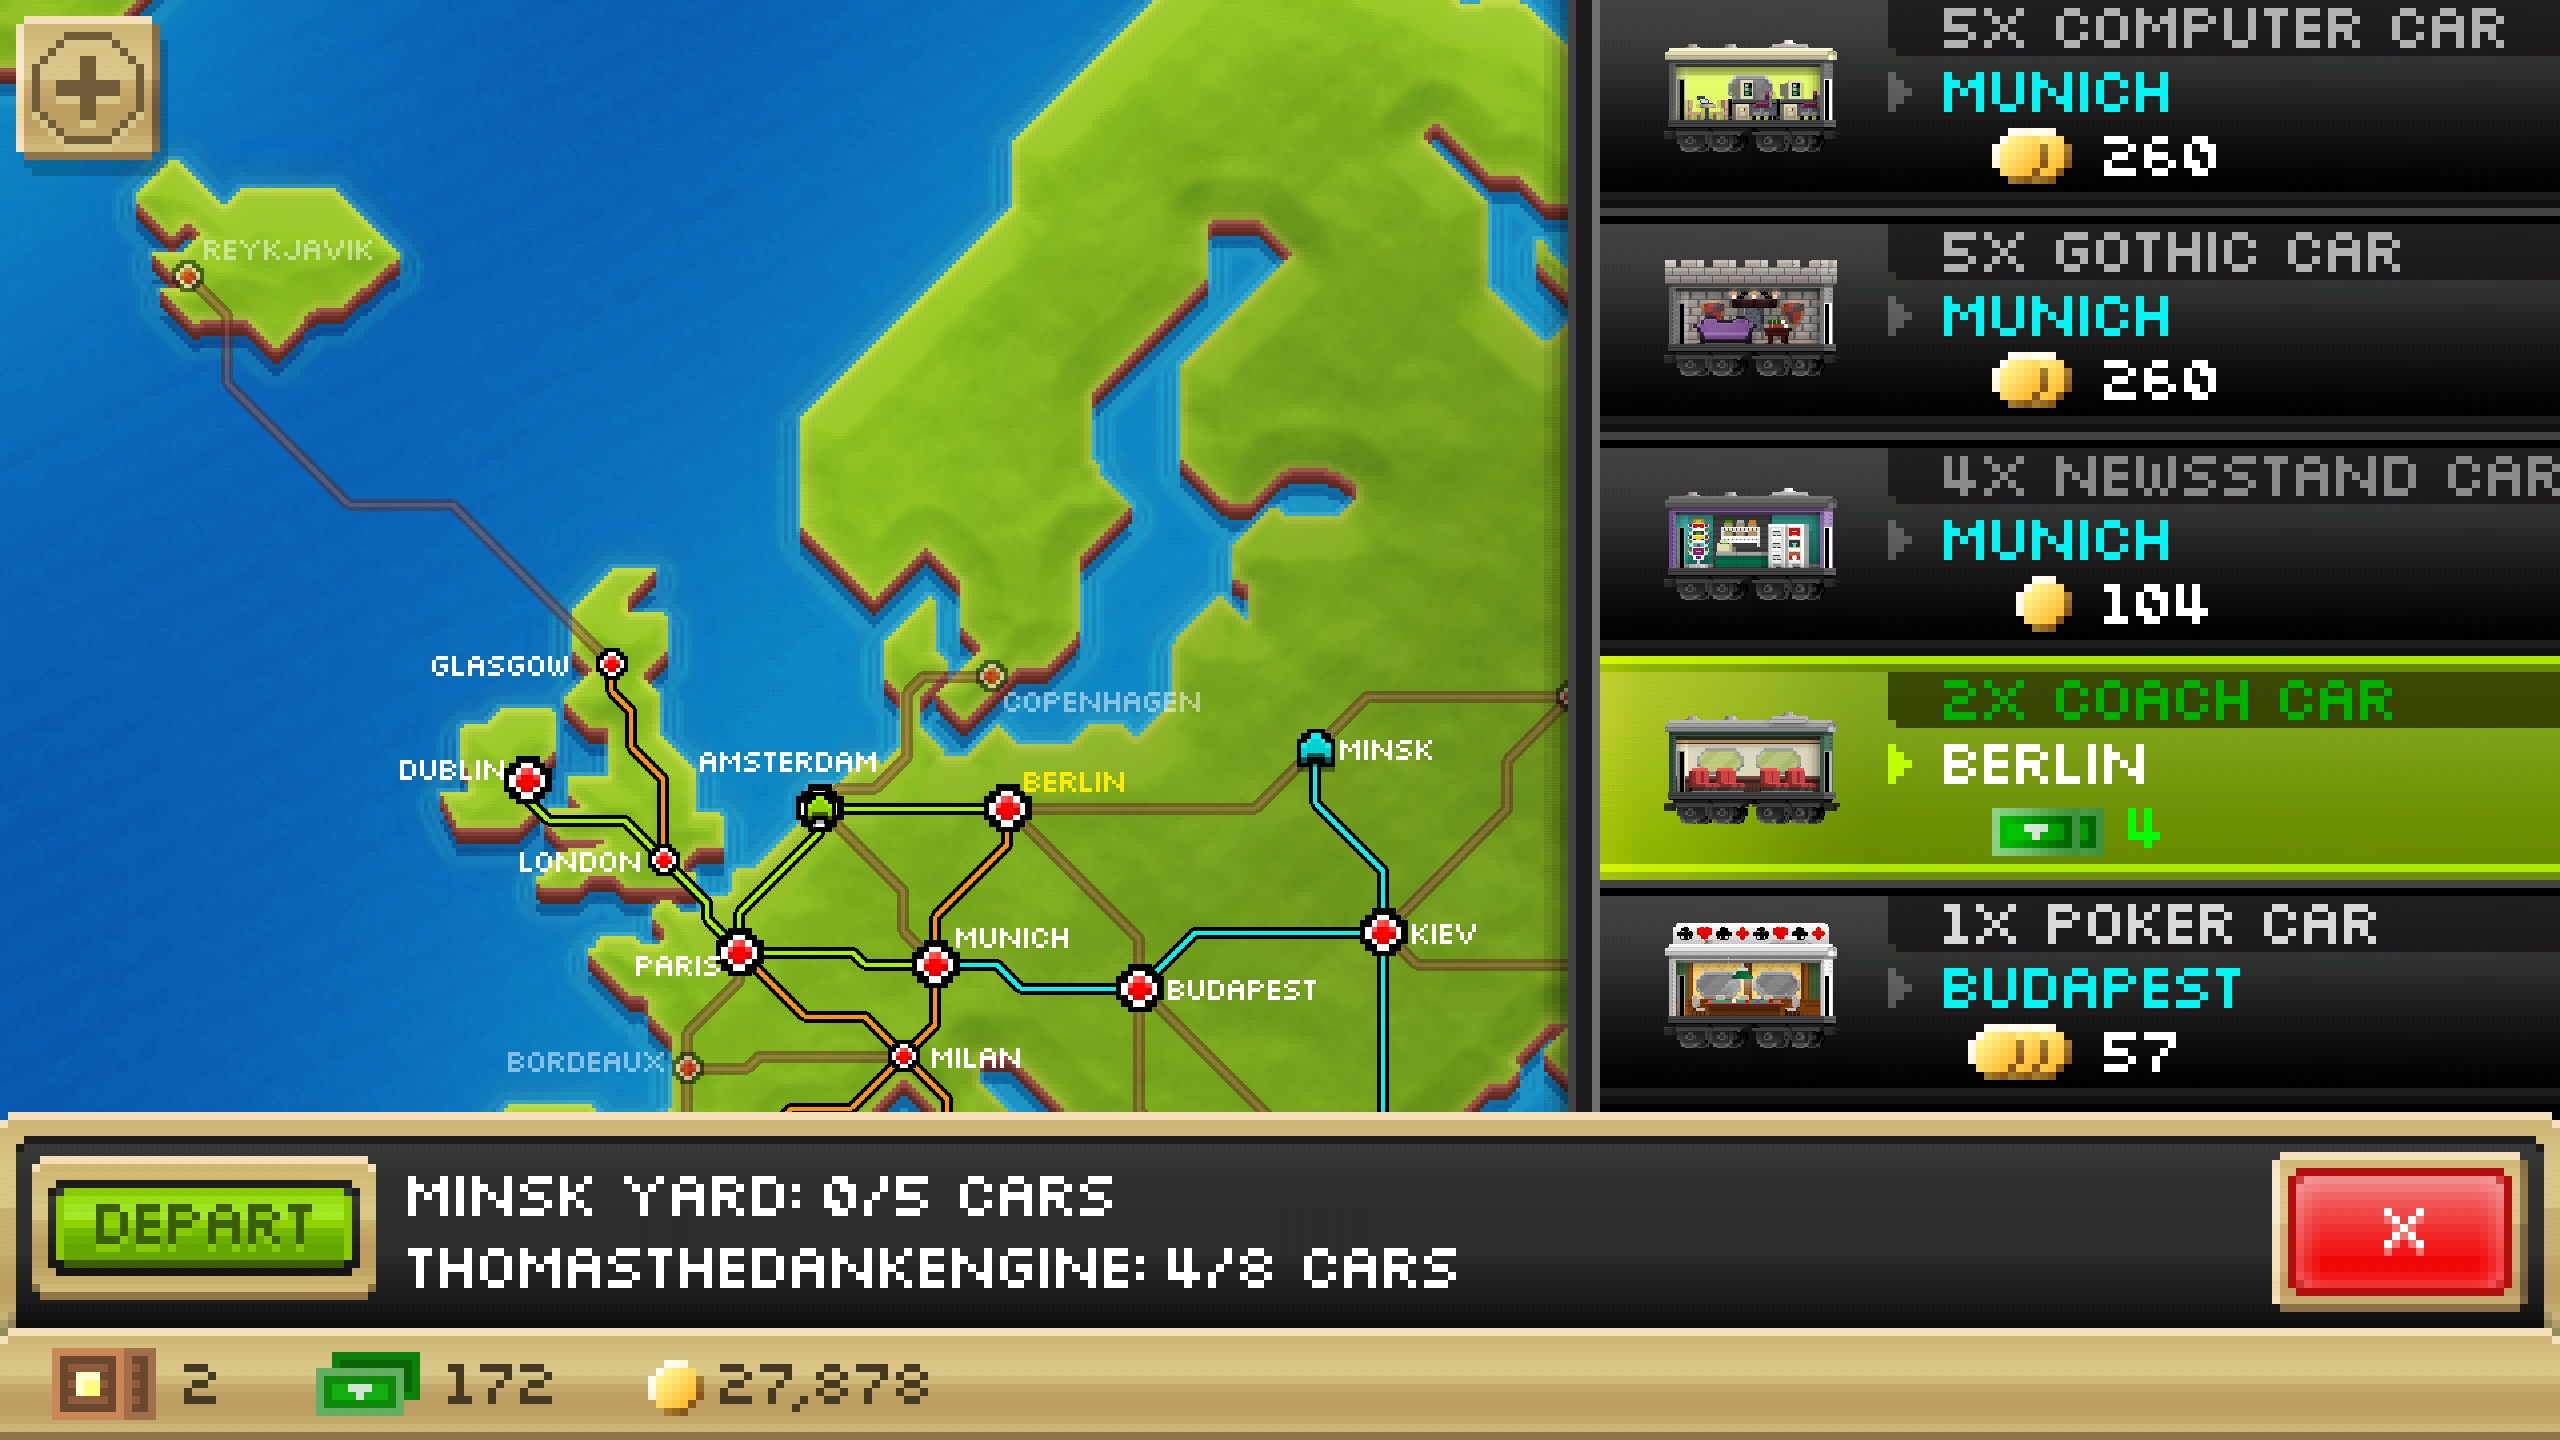 REYKJAVIK
GLASGOW
DUBLIN
AMSTERDAM
COPENHAGEN
BERLIN
MINSK
LONDON
PARIS
MUNICH
KIEV
BUDAPEST
BORDEAUX
MILAN
5X COMPUTER CAR
MUNICH
260
5X GOTHIC CAR
MUNICH
260
4X NEWSSTAND CAR
MUNICH
104
2X COACH CAR
BERLIN
4
1X POKER CAR
BUDAPEST
57
DEPART
MINSK YARD: 0/5 CARS
THOMASTHEDANKENGINE: 4/8 CARS
X
2 172 27,878